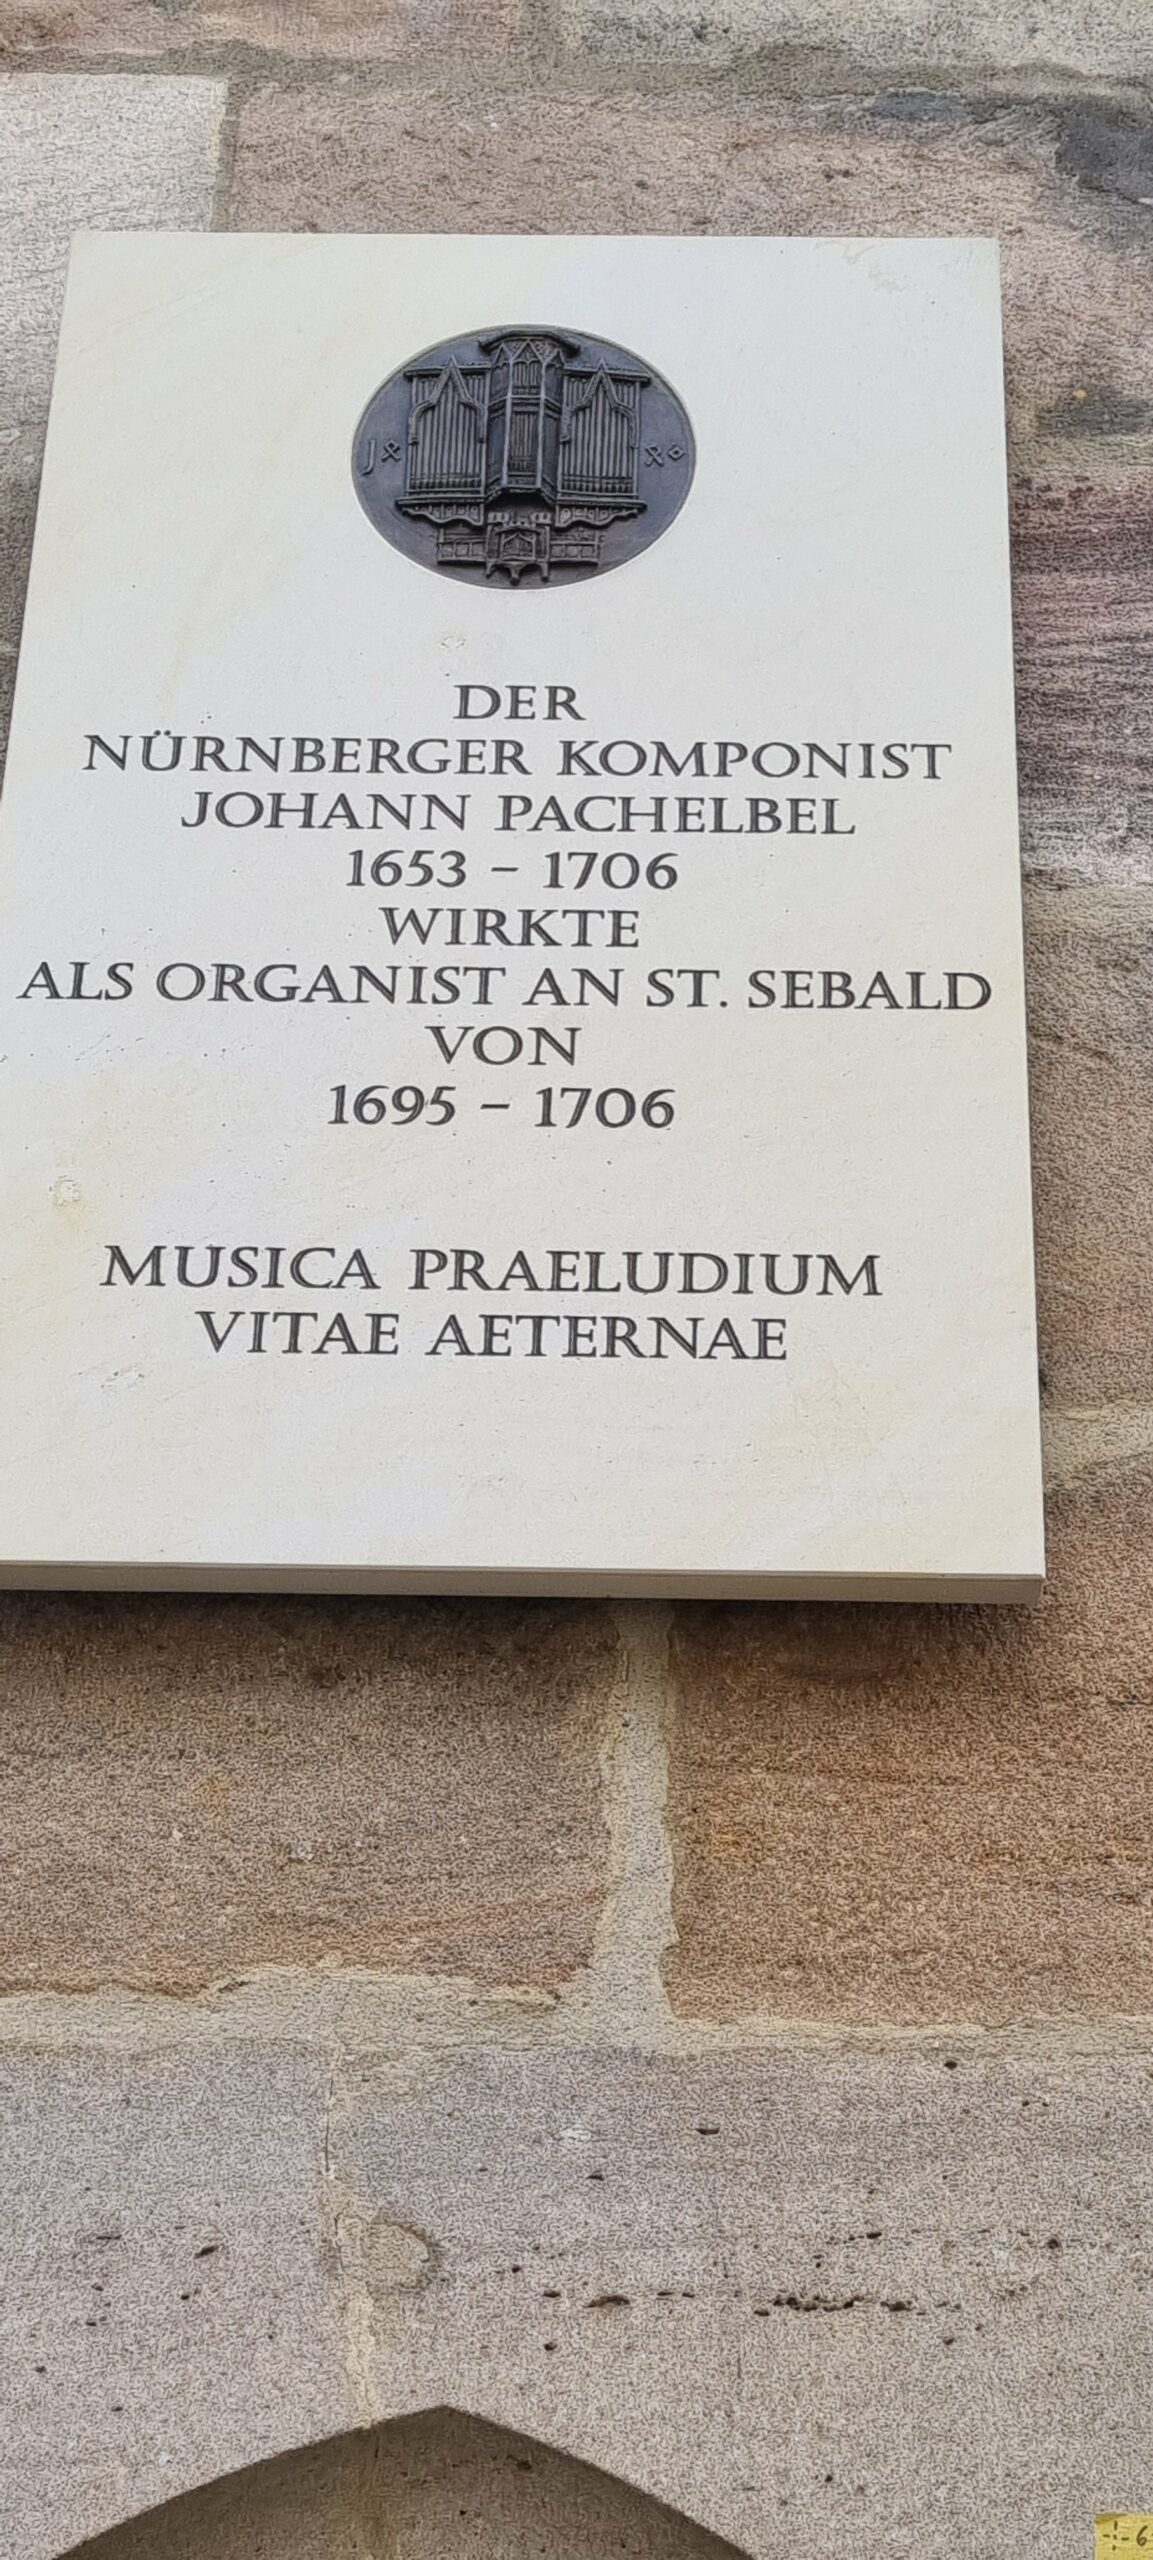 DER
NÜRNBERGER KOMPONIST
JOHANN PACHELBEL
1653 – 1706
WIRKTE
ALS ORGANIST AN ST. SEBALD
VON
1695 – 1706
MUSICA PRAELUDIUM
VITAE AETERNAE